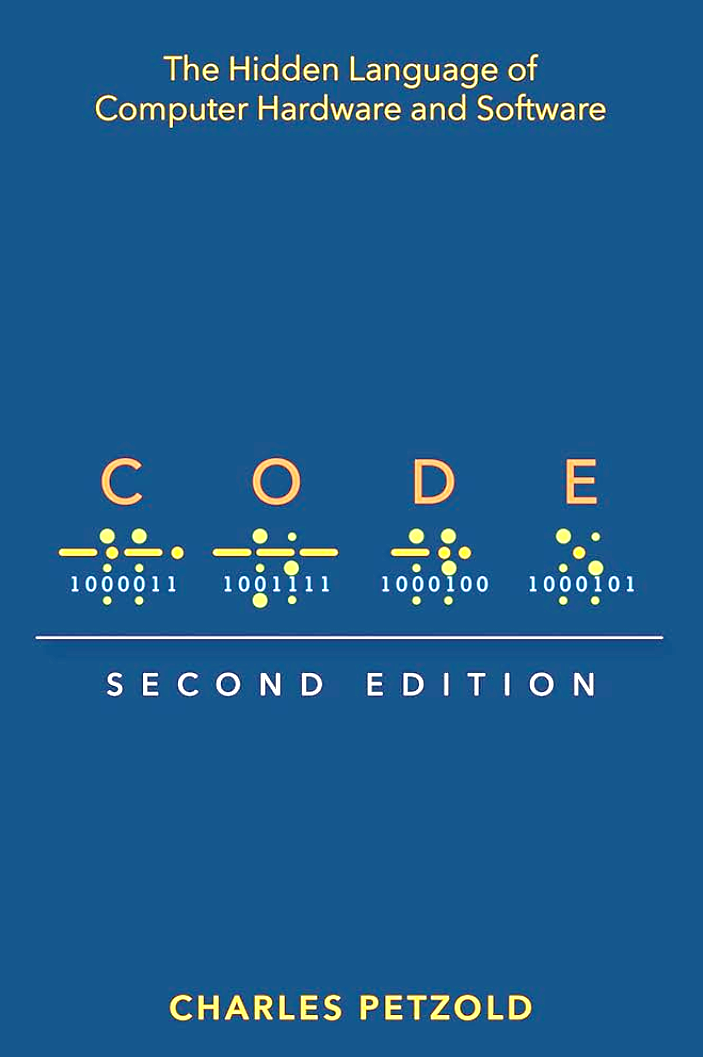 The Hidden Language of
Computer Hardware and Software
C O D E
1000011 1001111 1000100 1000101
SECOND EDITION
CHARLES PETZOLD